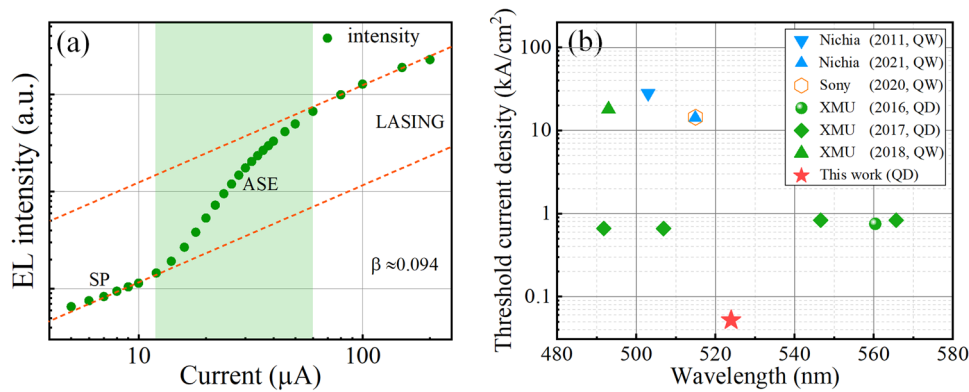 (a)
intensity
LASING
ASE
SP
β ≈0.094
EL intensity (a.u.)
10
100
Current (μA)
(b)
Nichia (2011, QW)
Nichia (2021, QW)
Sony (2020, QW)
XMU (2016, QD)
XMU (2017, QD)
XMU (2018, QW)
This work (QD)
Threshold current density (kA/cm²)
100
10
1
0.1
480
500
520
540
560
580
Wavelength (nm)